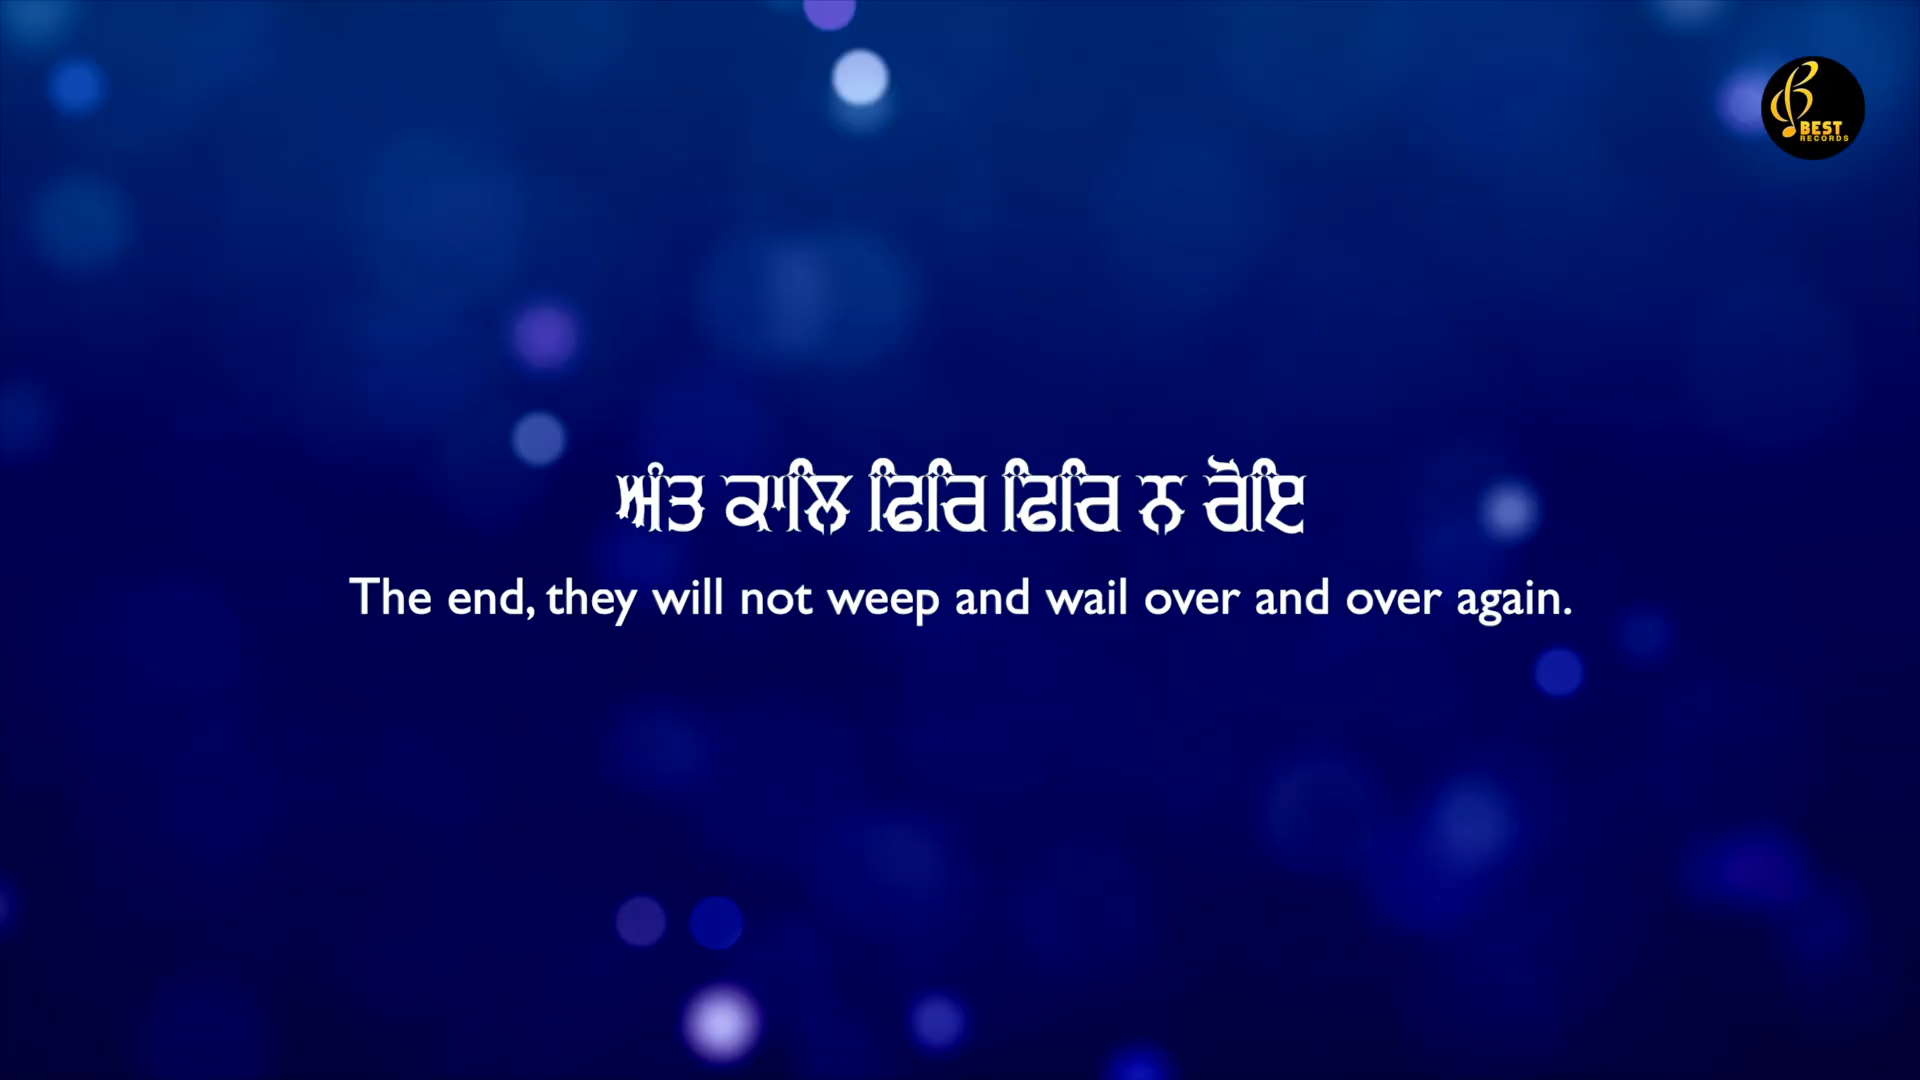 BEST
RECORDS
ਅੰਤ ਕਾਲਿ ਫਿਰਿ ਫਿਰਿ ਨ ਰੋਇ
The end, they will not weep and wail over and over again.